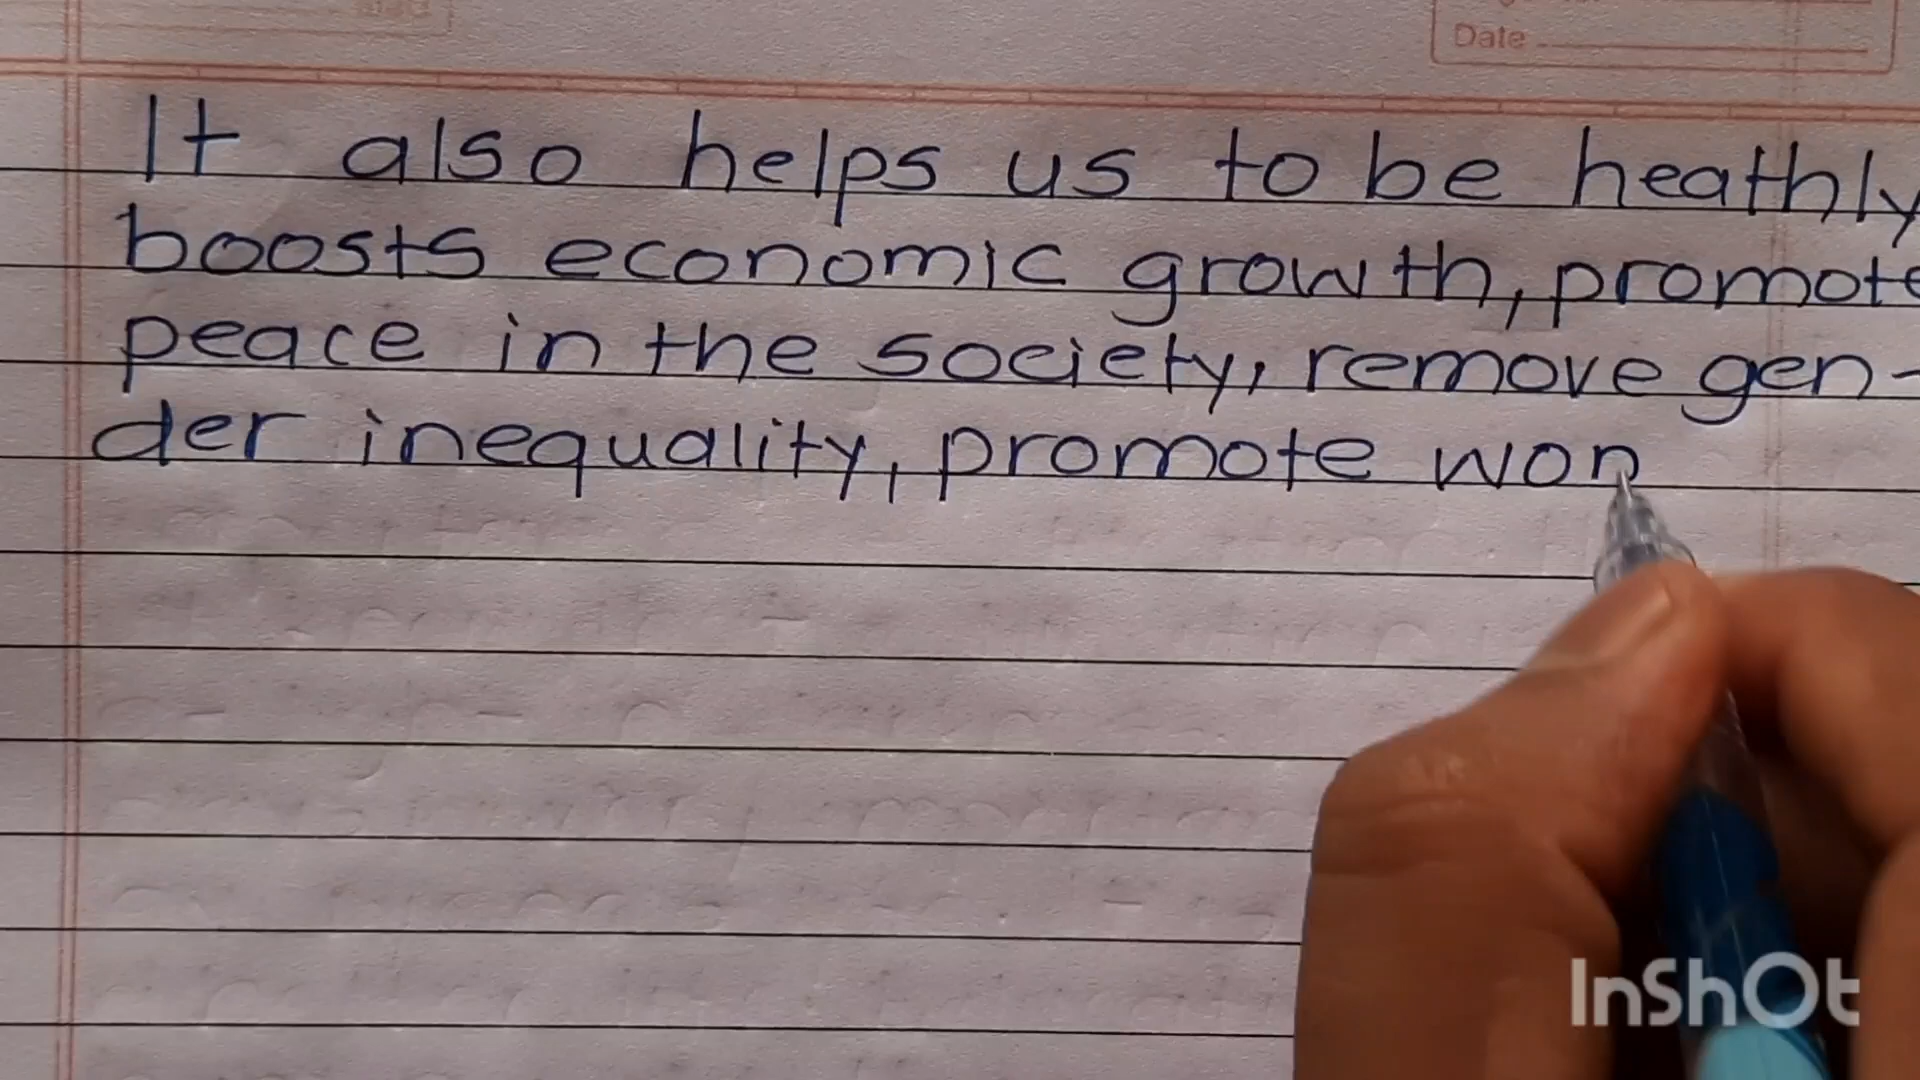 Date
It also helps us to be heathly
boosts economic growth, promote
peace in the society, remove gen-
der inequality, promote won
InShOt